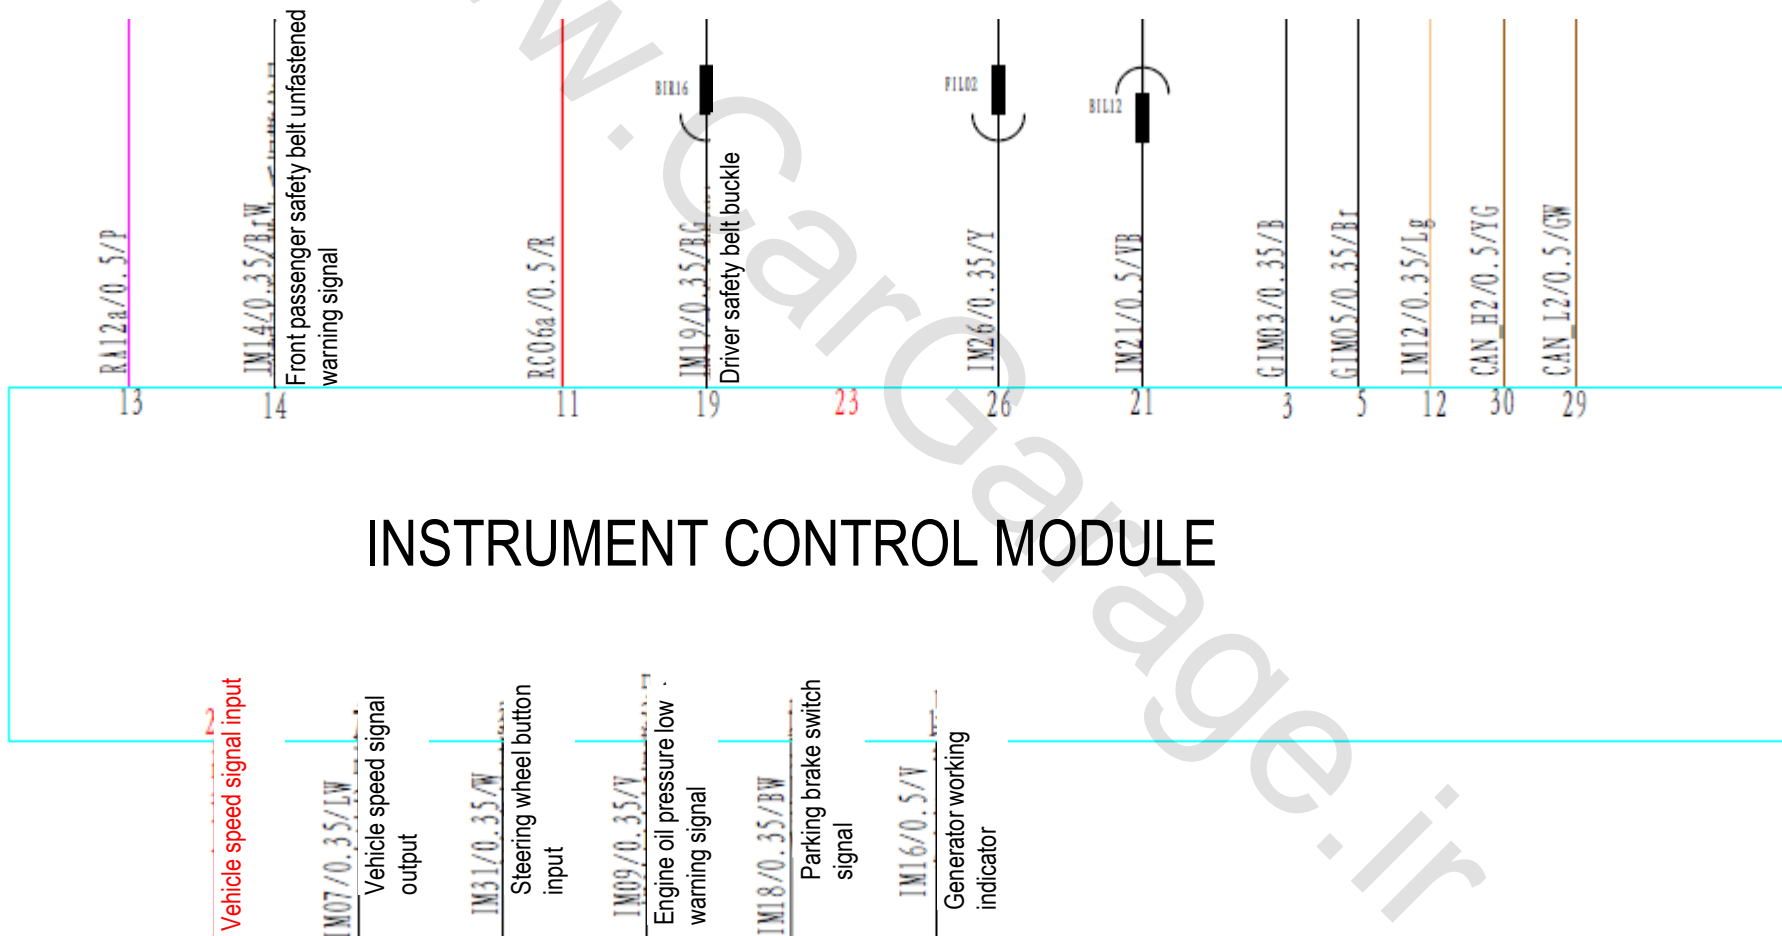 RA12a/0.5/P
IM14/0.35/BrW
Front passenger safety belt unfastened
warning signal
RC06a/0.5/R
BIR16
IM19/0.35/BG
Driver safety belt buckle
FIL02
IM26/0.35/Y
BIL12
IM21/0.5/VB
GIM03/0.35/B
GIM05/0.35/Br
IM12/0.35/Lg
CAN_H2/0.5/YG
CAN_L2/0.5/GW
13
14
11
19
23
26
21
3
5
12
30
29
INSTRUMENT CONTROL MODULE
2
Vehicle speed signal input
IM07/0.35/LW
Vehicle speed signal
output
IM31/0.35/W
Steering wheel button
input
IM09/0.35/V
Engine oil pressure low
warning signal
IM18/0.35/BW
Parking brake switch
signal
IM16/0.5/V
Generator working
indicator
w.CarGarage.ir